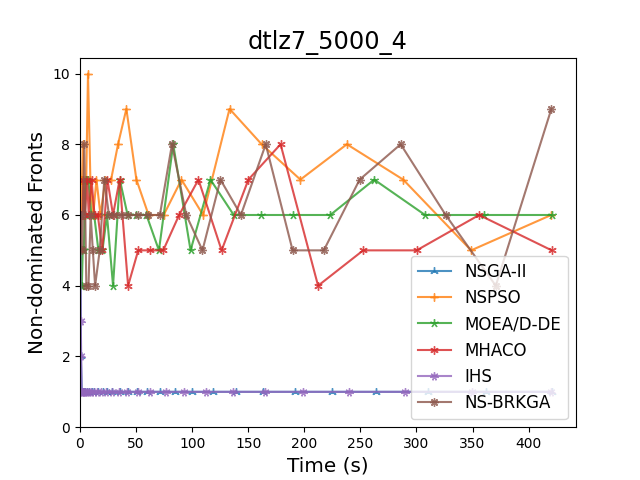 dtlz7_5000_4
Non-dominated Fronts
10
8
6
4
2
0
0 50 100 150 200 250 300 350 400
Time (s)
NSGA-II
NSPSO
MOEA/D-DE
MHACO
IHS
NS-BRKGA